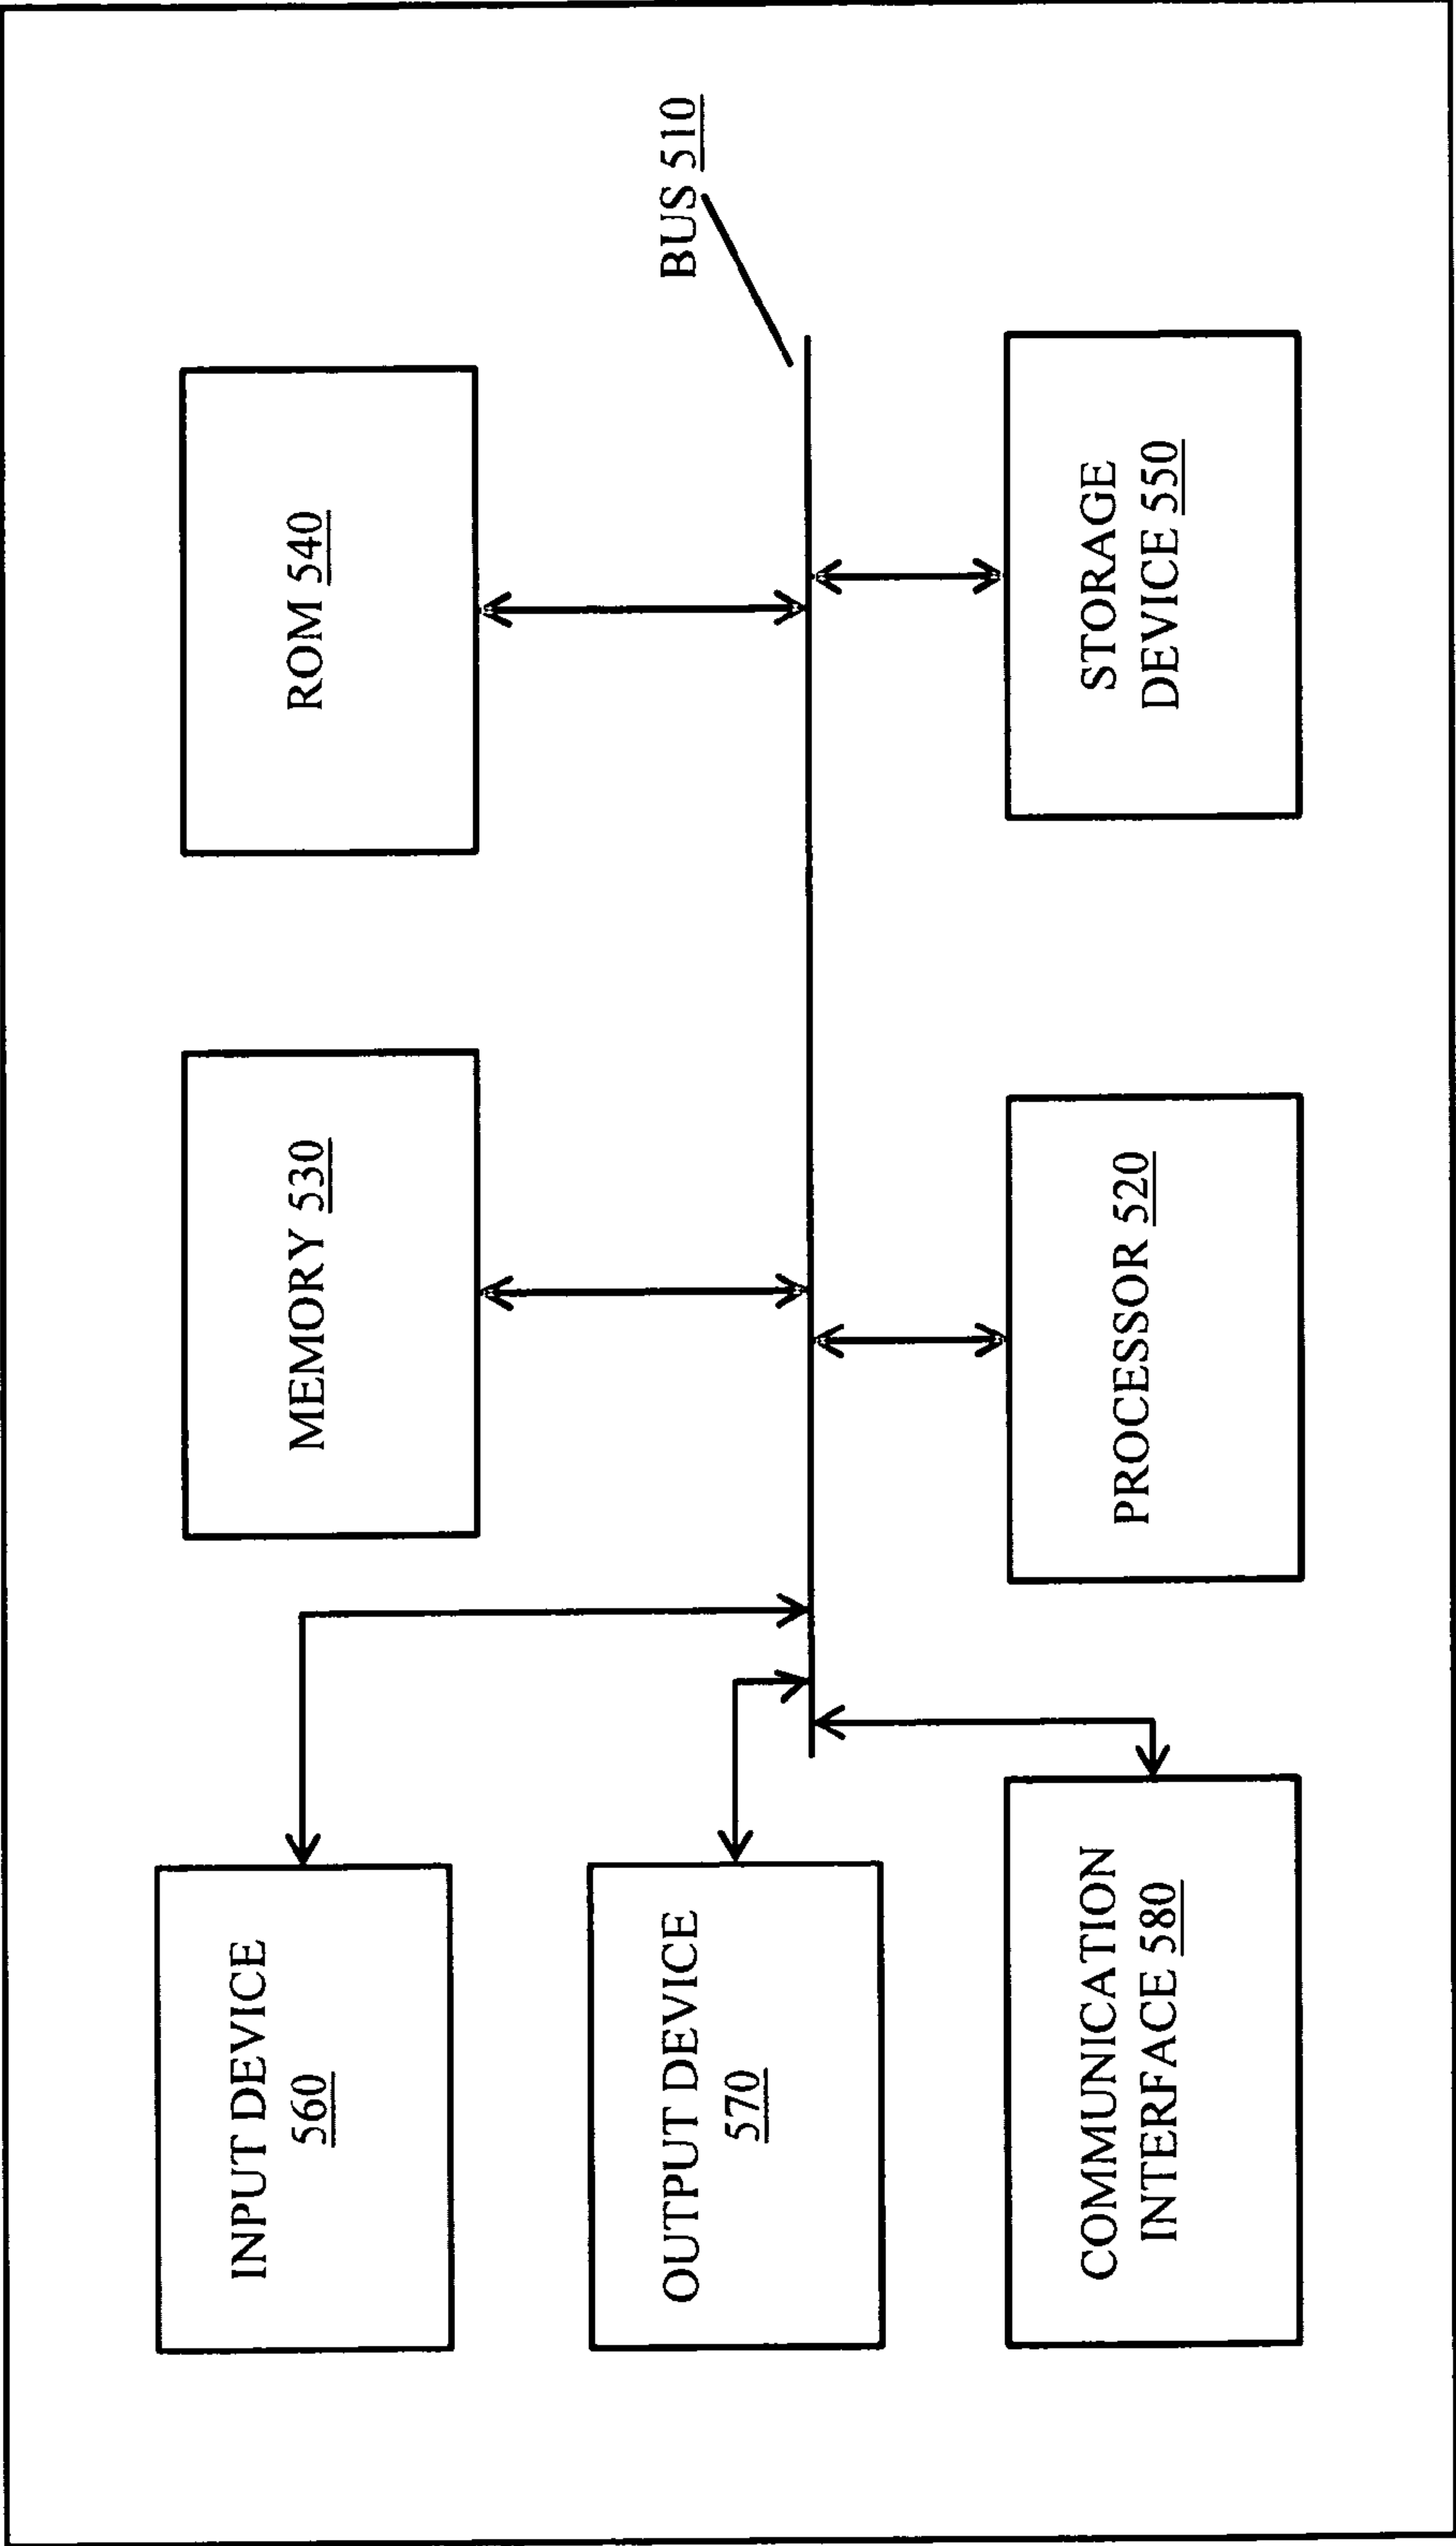 INPUT DEVICE
560
MEMORY 530
ROM 540
OUTPUT DEVICE
570
BUS 510
COMMUNICATION
INTERFACE 580
PROCESSOR 520
STORAGE
DEVICE 550